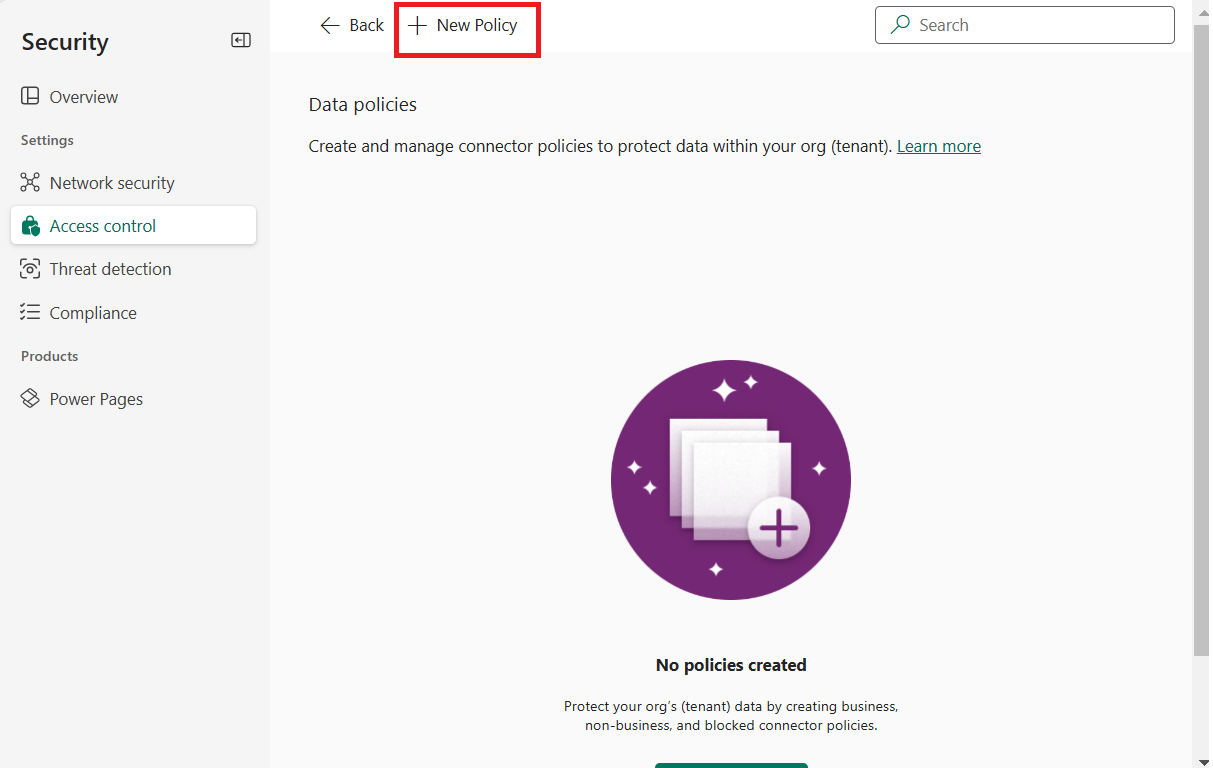 Security
Overview
Settings
Network security
Access control
Threat detection
Compliance
Products
Power Pages
Back
New Policy
Search
Data policies
Create and manage connector policies to protect data within your org (tenant). Learn more
No policies created
Protect your org’s (tenant) data by creating business,
non-business, and blocked connector policies.